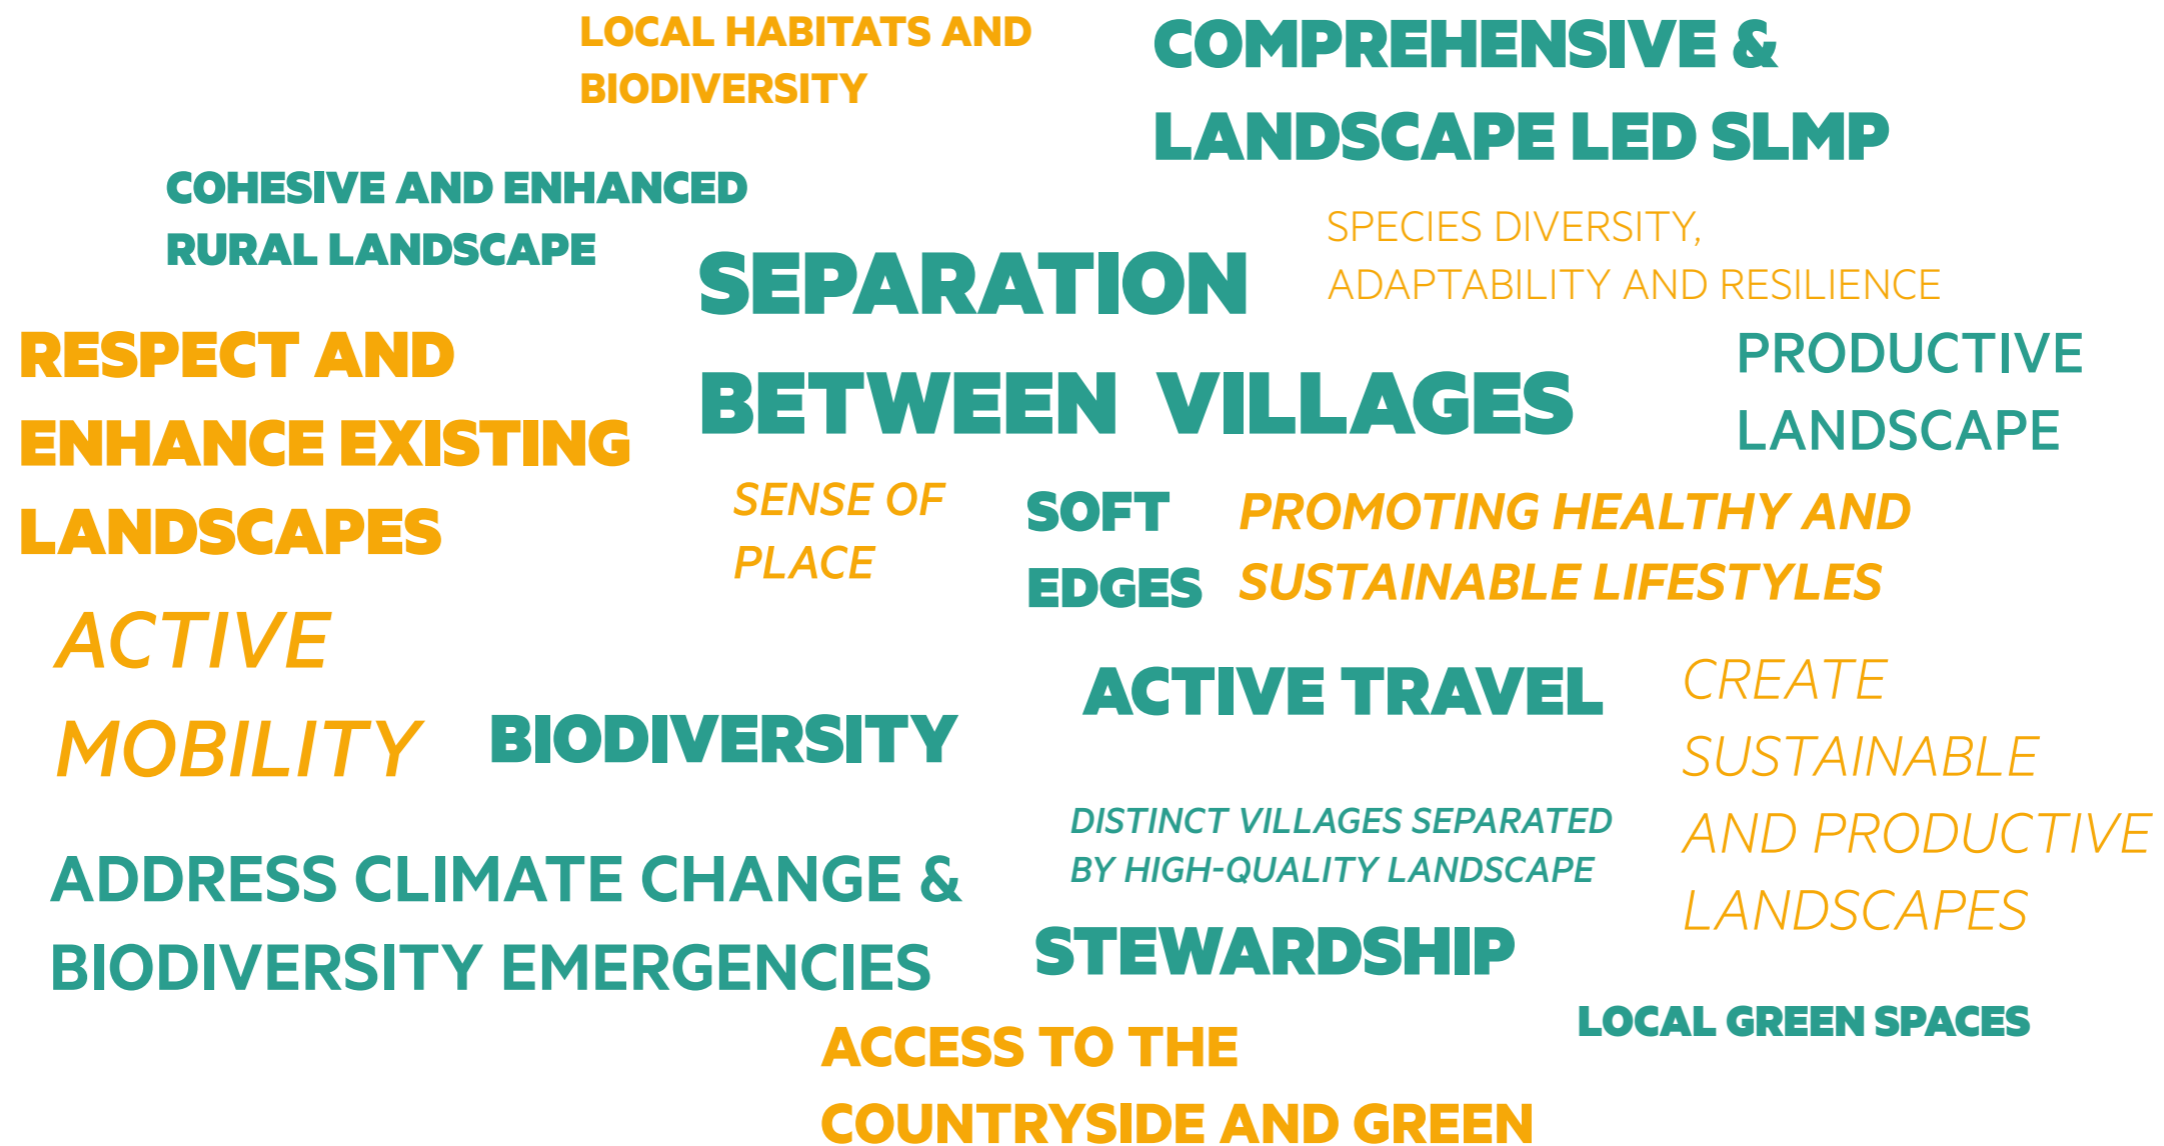 LOCAL HABITATS AND
BIODIVERSITY
COMPREHENSIVE &
LANDSCAPE LED SLMP
COHESIVE AND ENHANCED
RURAL LANDSCAPE
SPECIES DIVERSITY,
ADAPTABILITY AND RESILIENCE
SEPARATION
BETWEEN VILLAGES
RESPECT AND
ENHANCE EXISTING
LANDSCAPES
PRODUCTIVE
LANDSCAPE
SENSE OF
PLACE
SOFT
EDGES
PROMOTING HEALTHY AND
SUSTAINABLE LIFESTYLES
ACTIVE
MOBILITY
BIODIVERSITY
ACTIVE TRAVEL
CREATE
SUSTAINABLE
AND PRODUCTIVE
LANDSCAPES
DISTINCT VILLAGES SEPARATED
BY HIGH-QUALITY LANDSCAPE
ADDRESS CLIMATE CHANGE &
BIODIVERSITY EMERGENCIES
STEWARDSHIP
LOCAL GREEN SPACES
ACCESS TO THE
COUNTRYSIDE AND GREEN